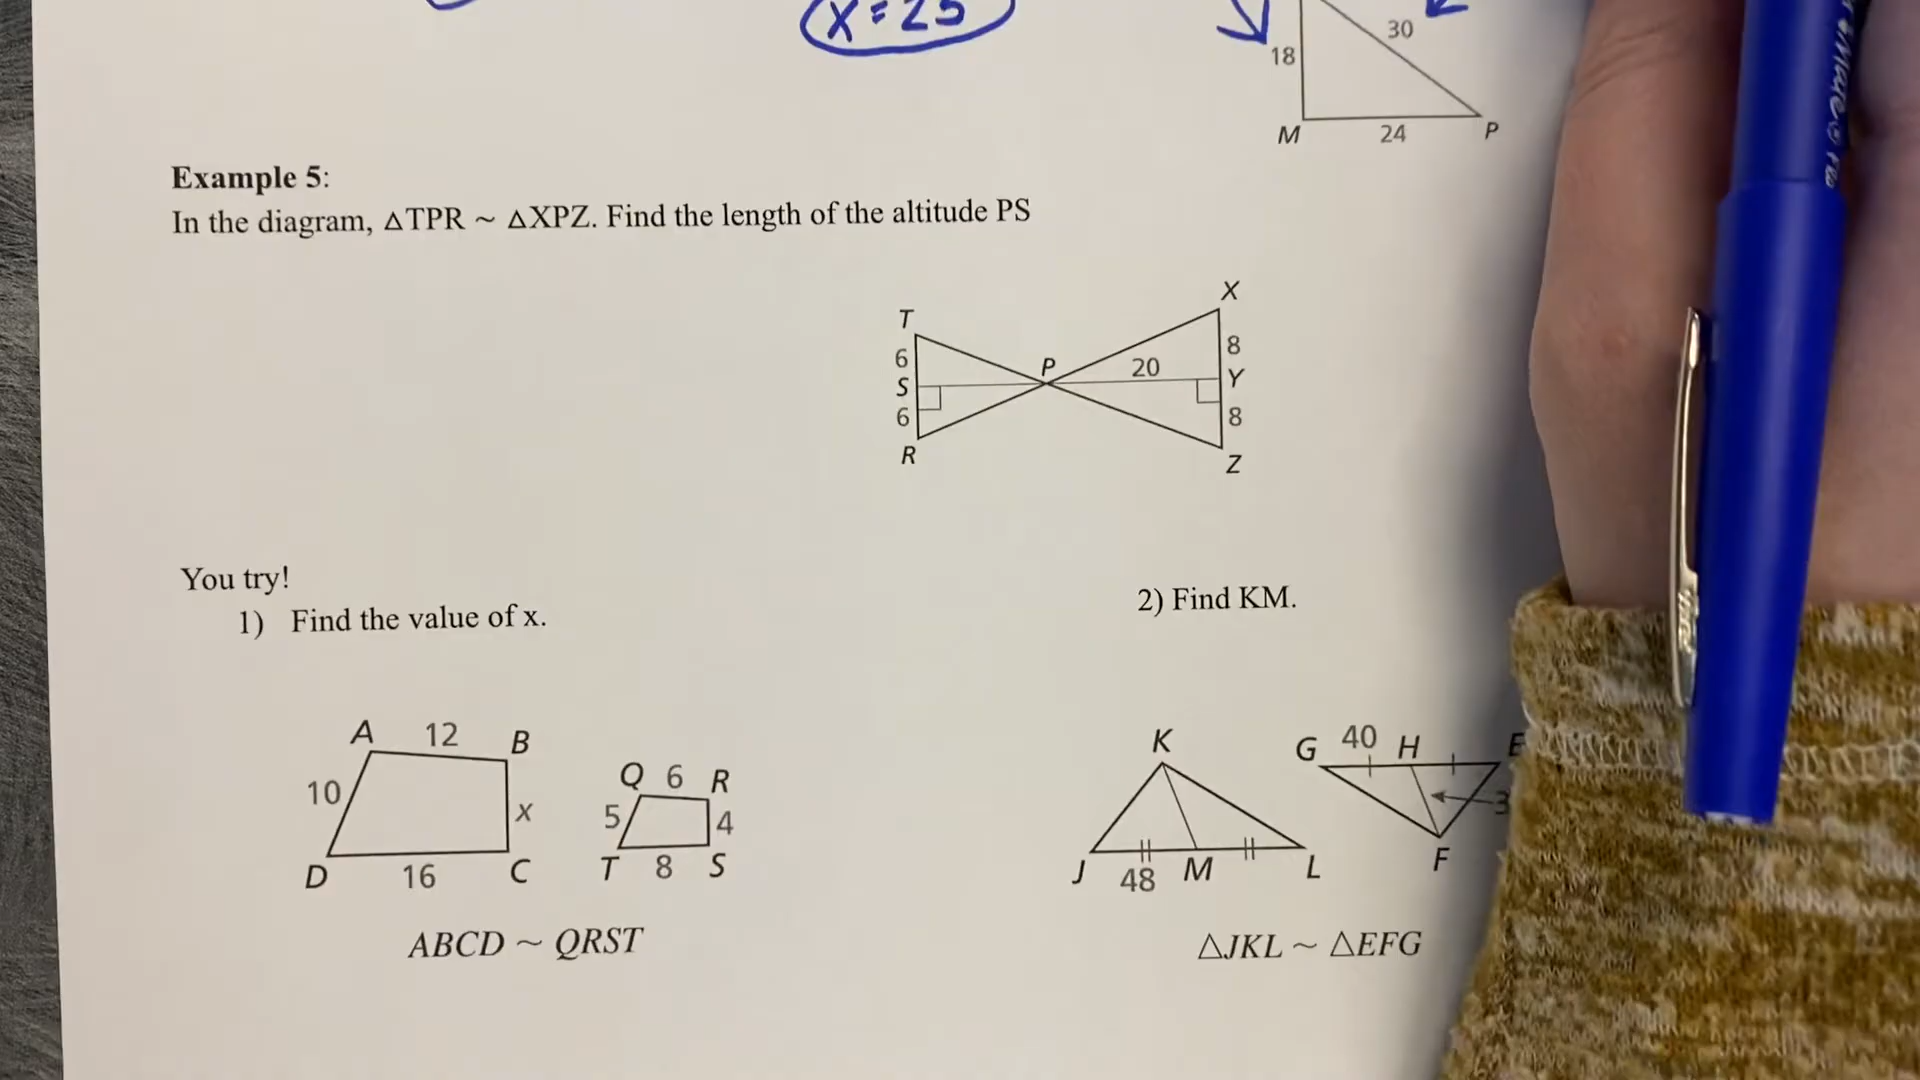 x = 25
30
18
M 24 P
Example 5:
In the diagram, △TPR ~ △XPZ. Find the length of the altitude PS
X
T
6 P 20 8
S Y
6 8
R Z
You try!
1) Find the value of x.
2) Find KM.
A 12 B
10 x
D 16 C
Q 6 R
5 4
T 8 S
ABCD ~ QRST
K
J 48 M L
G 40 H E
3
F
△JKL ~ △EFG